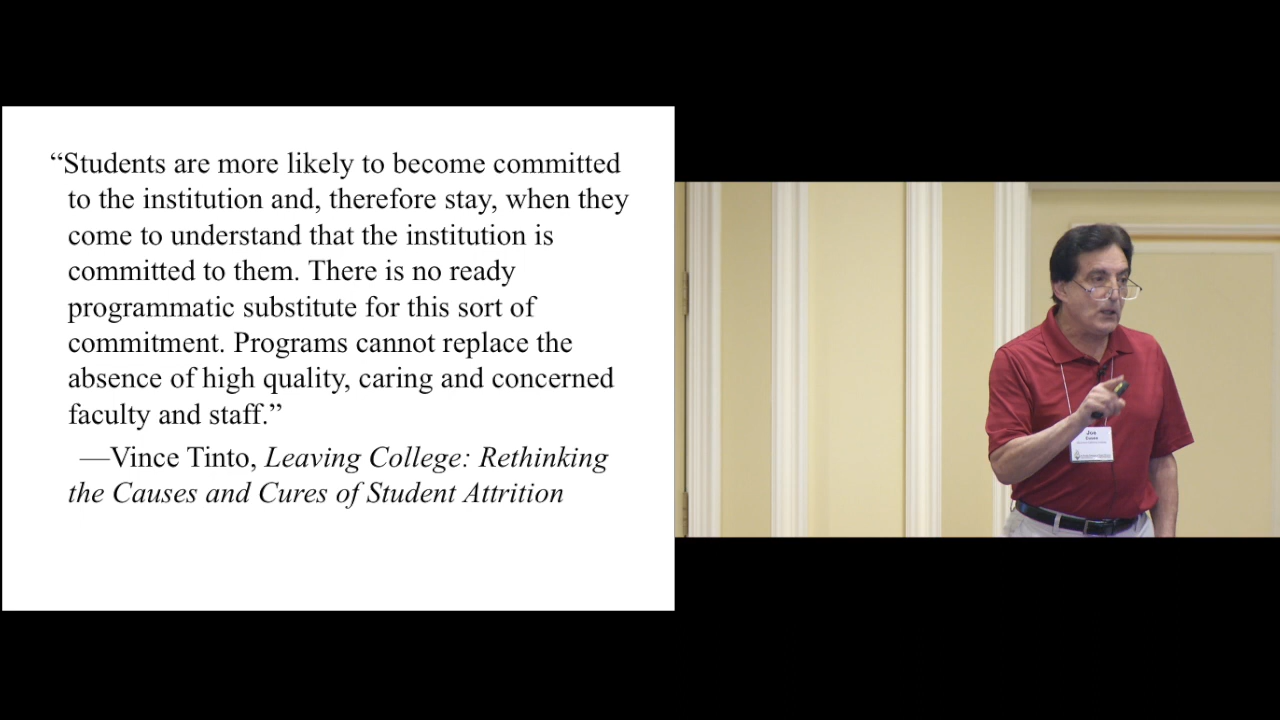 “Students are more likely to become committed
to the institution and, therefore stay, when they
come to understand that the institution is
committed to them. There is no ready
programmatic substitute for this sort of
commitment. Programs cannot replace the
absence of high quality, caring and concerned
faculty and staff.”
—Vince Tinto, Leaving College: Rethinking
the Causes and Cures of Student Attrition